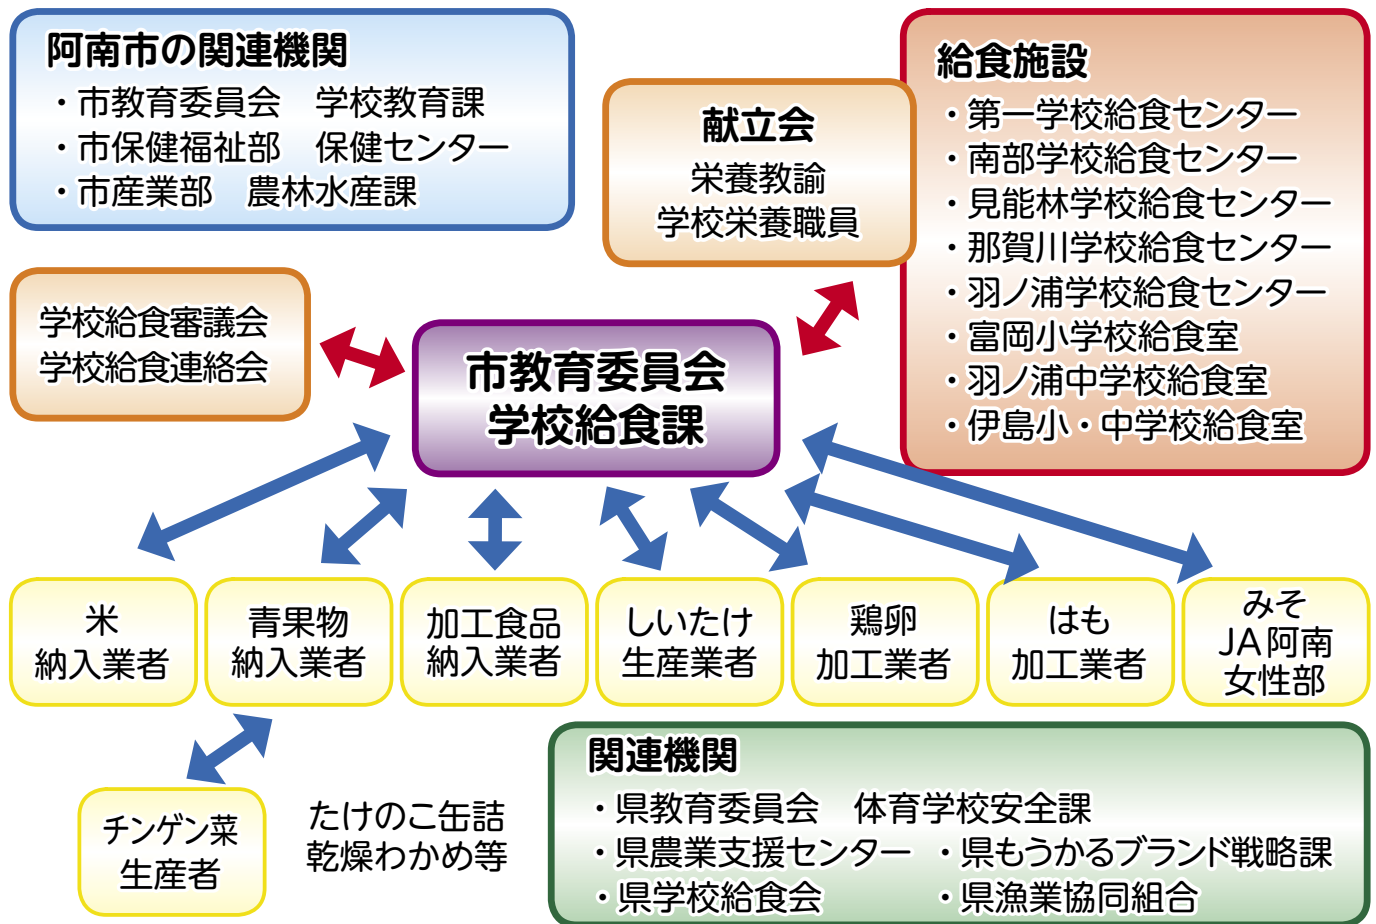 阿南市の関連機関
・市教育委員会　学校教育課
・市保健福祉部　保健センター
・市産業部　農林水産課
献立会
栄養教諭
学校栄養職員
給食施設
・第一学校給食センター
・南部学校給食センター
・見能林学校給食センター
・那賀川学校給食センター
・羽ノ浦学校給食センター
・富岡小学校給食室
・羽ノ浦中学校給食室
・伊島小・中学校給食室
学校給食審議会
学校給食連絡会
市教育委員会
学校給食課
米
納入業者
青果物
納入業者
加工食品
納入業者
しいたけ
生産業者
鶏卵
加工業者
はも
加工業者
みそ
JA阿南
女性部
チンゲン菜
生産者
たけのこ缶詰
乾燥わかめ等
関連機関
・県教育委員会　体育学校安全課
・県農業支援センター　・県もうかるブランド戦略課
・県学校給食会　・県漁業協同組合